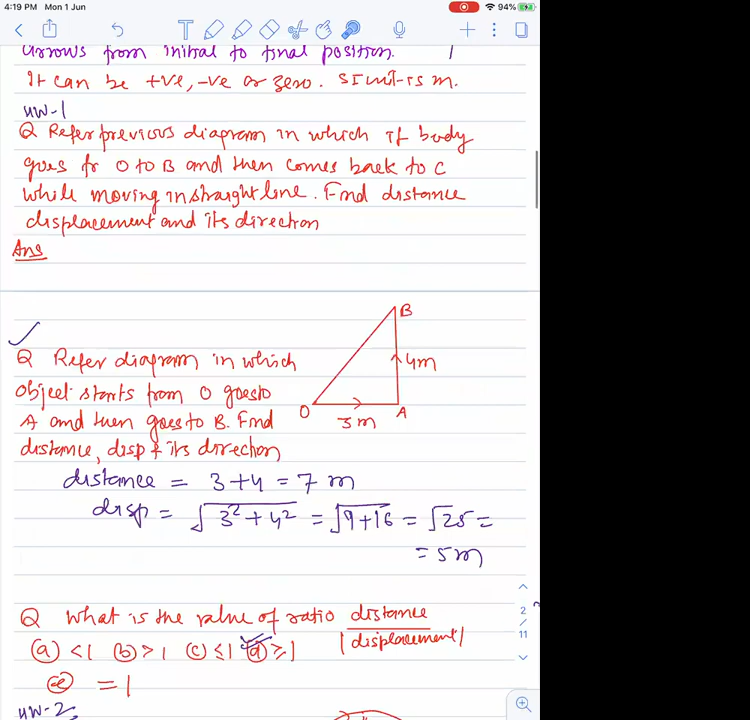 4:19 PM Mon 1 Jun
94%
arrows from initial to final position.
It can be +ve, -ve or zero. SI unit is m.
HW-1
Q Refer previous diagram in which if body
goes fr O to B and then comes back to C
while moving in straight line. Find distance
displacement and its direction
Ans
B
Q Refer diagram in which
4m
object starts from O goes to
O
A
A and then goes to B. Find
3m
distance, disp & its direction
distance = 3+4 = 7 m
disp = √3²+4² = √9+16 = √25 =
= 5m
Q What is the value of ratio distance
|displacement|
(a) <1 (b) >1 (c) ≤1 (d) ≥1
(e) =1
HW-2
2
/
11